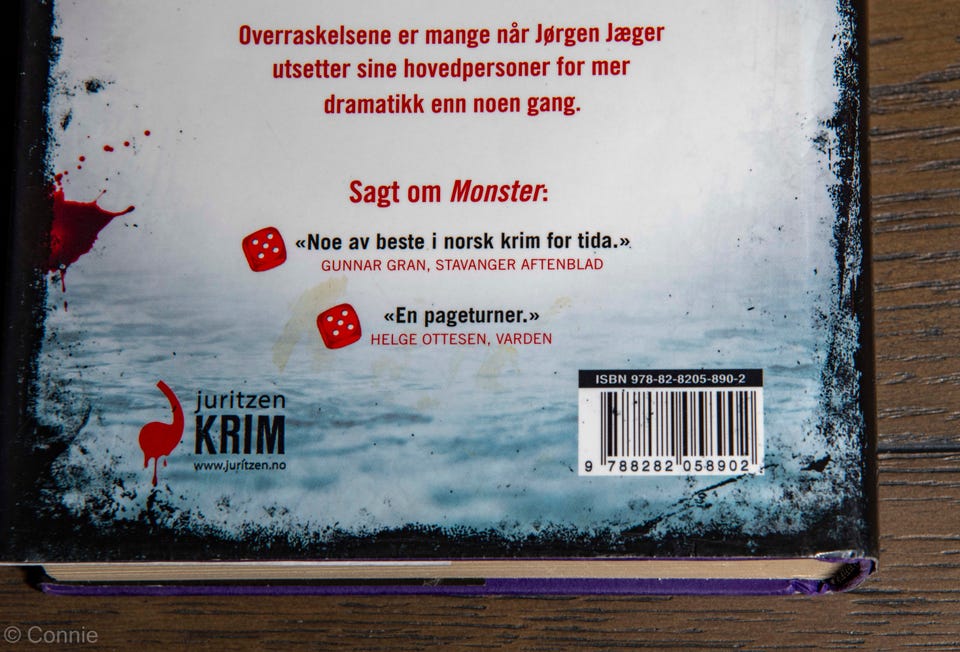 Overraskelsene er mange når Jørgen Jæger
utsetter sine hovedpersoner for mer
dramatikk enn noen gang.
Sagt om Monster:
«Noe av beste i norsk krim for tida.»
GUNNAR GRAN, STAVANGER AFTENBLAD
«En pageturner.»
HELGE OTTESEN, VARDEN
juritzen
KRIM
www.juritzen.no
ISBN 978-82-8205-890-2
9 788282 058902
© Connie